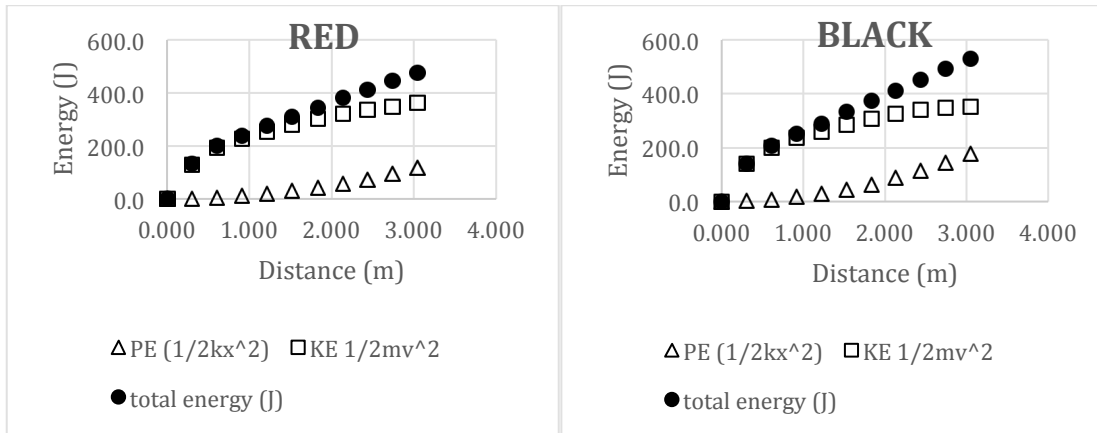 RED
600.0
400.0
200.0
0.0
Energy (J)
0.000 1.000 2.000 3.000 4.000
Distance (m)
PE (1/2kx^2) KE 1/2mv^2
total energy (J)
BLACK
600.0
400.0
200.0
0.0
Energy (J)
0.000 1.000 2.000 3.000 4.000
Distance (m)
PE (1/2kx^2) KE 1/2mv^2
total energy (J)